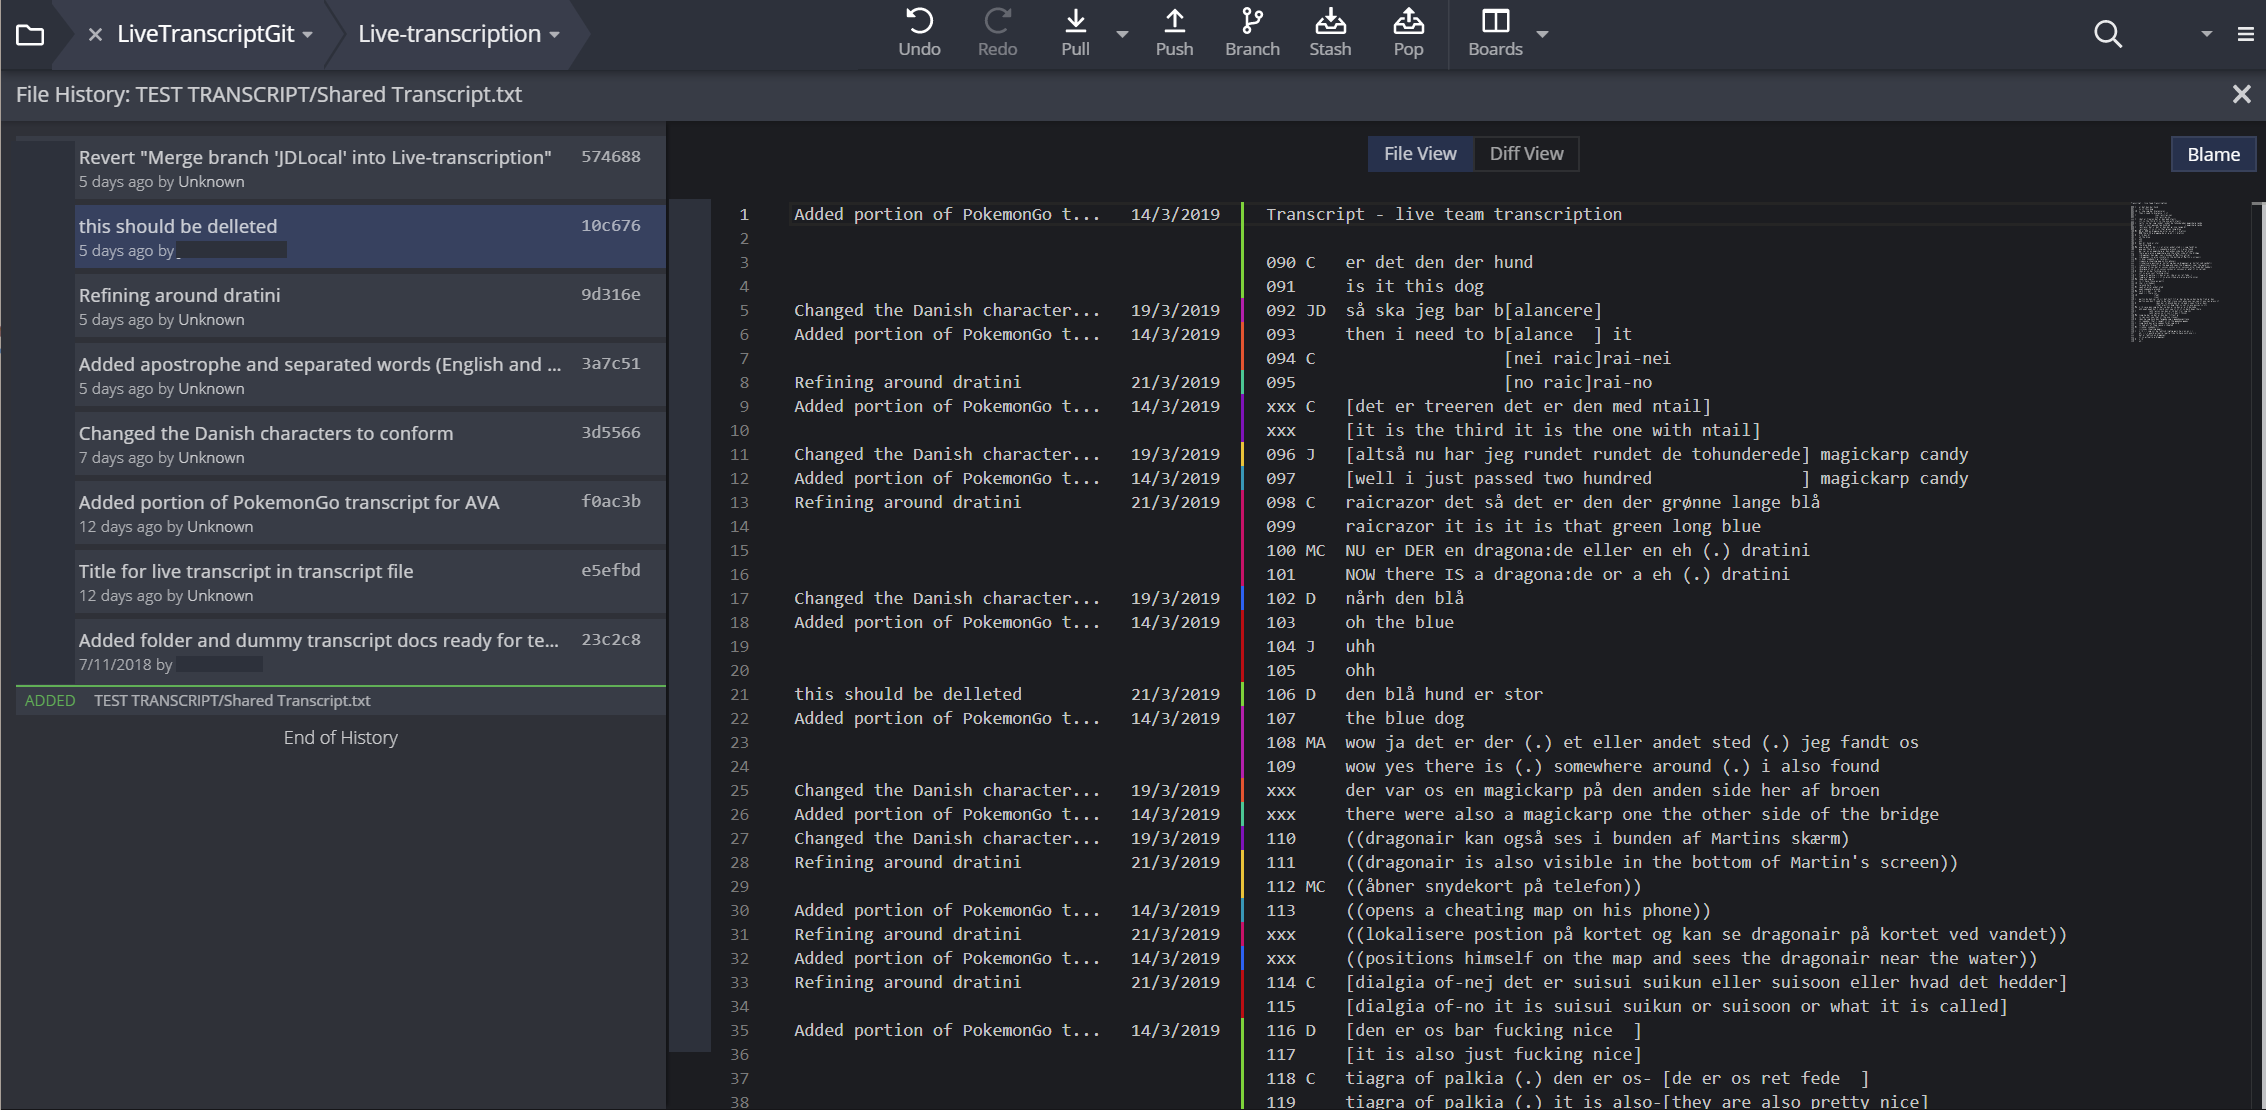 LiveTranscriptGit Live-transcription Undo Redo Pull Push Branch Stash Pop Boards
File History: TEST TRANSCRIPT/Shared Transcript.txt
Revert "Merge branch 'JDLocal' into Live-transcription" 574688
5 days ago by Unknown
this should be delleted 10c676
5 days ago by
Refining around dratini 9d316e
5 days ago by Unknown
Added apostrophe and separated words (English and ... 3a7c51
5 days ago by Unknown
Changed the Danish characters to conform 3d5566
7 days ago by Unknown
Added portion of PokemonGo transcript for AVA f0ac3b
12 days ago by Unknown
Title for live transcript in transcript file e5efbd
12 days ago by Unknown
Added folder and dummy transcript docs ready for te... 23c2c8
7/11/2018 by
ADDED TEST TRANSCRIPT/Shared Transcript.txt
End of History
File View Diff View Blame
1 Added portion of PokemonGo t... 14/3/2019 Transcript - live team transcription
2
3 090 C er det den der hund
4 091 is it this dog
5 Changed the Danish character... 19/3/2019 092 JD så ska jeg bar b[alancere]
6 Added portion of PokemonGo t... 14/3/2019 093 then i need to b[alance ] it
7 094 C [nei raic]rai-nei
8 Refining around dratini 21/3/2019 095 [no raic]rai-no
9 Added portion of PokemonGo t... 14/3/2019 xxx C [det er treeren det er den med ntail]
10 xxx [it is the third it is the one with ntail]
11 Changed the Danish character... 19/3/2019 096 J [altså nu har jeg rundet rundet de tohunderede] magickarp candy
12 Added portion of PokemonGo t... 14/3/2019 097 [well i just passed two hundred ] magickarp candy
13 Refining around dratini 21/3/2019 098 C raicrazor det så det er den der grønne lange blå
14 099 raicrazor it is it is that green long blue
15 100 MC NU er DER en dragona:de eller en eh (.) dratini
16 101 NOW there IS a dragona:de or a eh (.) dratini
17 Changed the Danish character... 19/3/2019 102 D nårh den blå
18 Added portion of PokemonGo t... 14/3/2019 103 oh the blue
19 104 J uhh
20 105 ohh
21 this should be delleted 21/3/2019 106 D den blå hund er stor
22 Added portion of PokemonGo t... 14/3/2019 107 the blue dog
23 108 MA wow ja det er der (.) et eller andet sted (.) jeg fandt os
24 109 wow yes there is (.) somewhere around (.) i also found
25 Changed the Danish character... 19/3/2019 xxx der var os en magickarp på den anden side her af broen
26 Added portion of PokemonGo t... 14/3/2019 xxx there were also a magickarp one the other side of the bridge
27 Changed the Danish character... 19/3/2019 110 ((dragonair kan også ses i bunden af Martins skærm)
28 Refining around dratini 21/3/2019 111 ((dragonair is also visible in the bottom of Martin's screen))
29 112 MC ((åbner snydekort på telefon))
30 Added portion of PokemonGo t... 14/3/2019 113 ((opens a cheating map on his phone))
31 Refining around dratini 21/3/2019 xxx ((lokalisere postion på kortet og kan se dragonair på kortet ved vandet))
32 Added portion of PokemonGo t... 14/3/2019 xxx ((positions himself on the map and sees the dragonair near the water))
33 Refining around dratini 21/3/2019 114 C [dialgia of-nej det er suisui suikun eller suisoon eller hvad det hedder]
34 115 [dialgia of-no it is suisui suikun or suisoon or what it is called]
35 Added portion of PokemonGo t... 14/3/2019 116 D [den er os bar fucking nice ]
36 117 [it is also just fucking nice]
37 118 C tiagra of palkia (.) den er os- [de er os ret fede ]
38 119 tiagra of palkia (.) it is also-[they are also pretty nice]